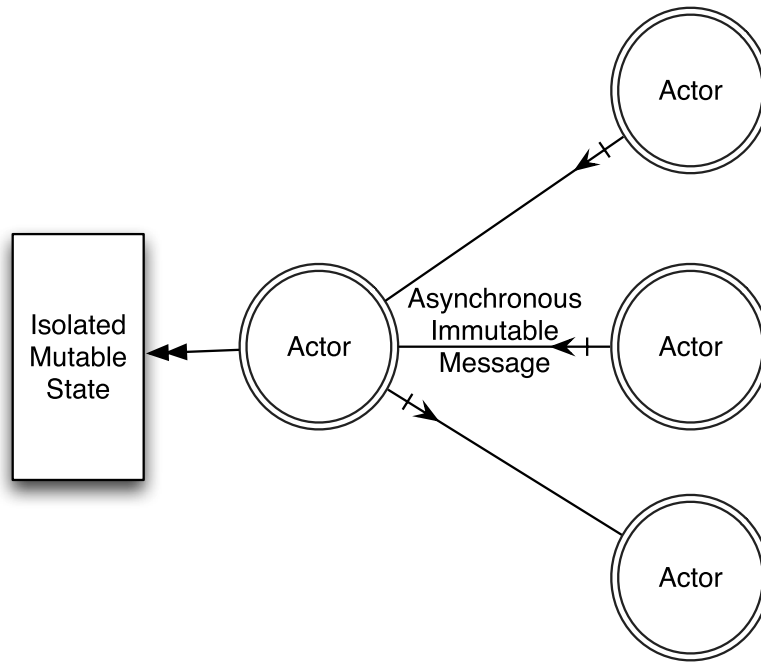 Actor
Isolated
Mutable
State
Actor
Asynchronous
Immutable
Message
Actor
Actor